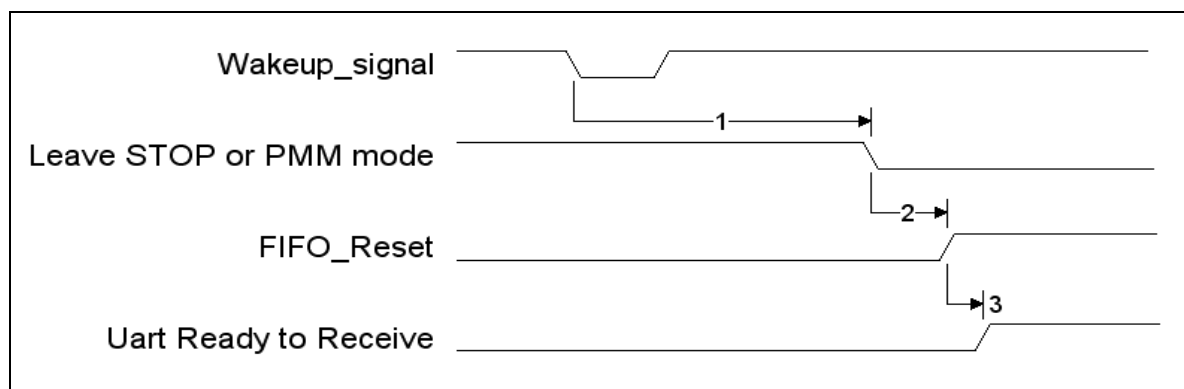 Wakeup_signal
1
Leave STOP or PMM mode
2
FIFO_Reset
3
Uart Ready to Receive